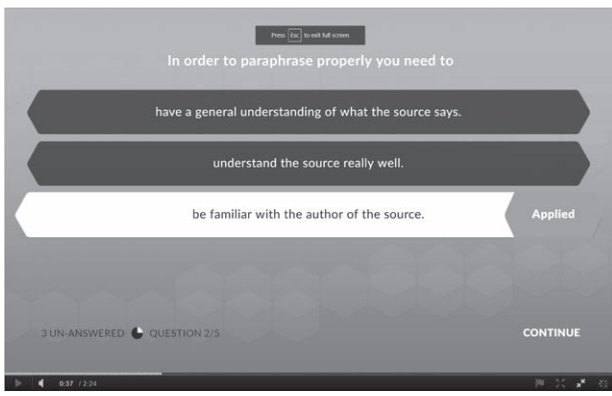 Press Esc to exit full screen
In order to paraphrase properly you need to
have a general understanding of what the source says.
understand the source really well.
be familiar with the author of the source. Applied
3 UN-ANSWERED QUESTION 2/5 CONTINUE
0:37 / 2:24